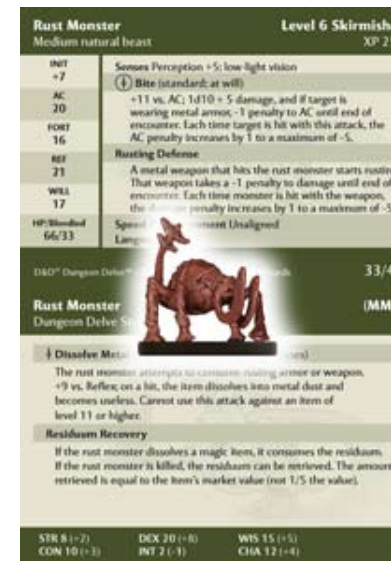 Rust Monster Level 6 Skirmish
Medium natural beast XP 2
INIT
+7
AC
20
FORT
16
REF
21
WILL
17
HP/Bloodied
66/33
Senses Perception +5; low-light vision
Bite (standard; at will)
+11 vs. AC; 1d10 + 5 damage, and if target is
wearing metal armor, -1 penalty to AC until end of
encounter. Each time target is hit with this attack, the
AC penalty increases by 1 to a maximum of -5.
Rusting Defense
A metal weapon that hits the rust monster starts rustin
That weapon takes a -1 penalty to damage until end of
encounter. Each time monster is hit with the weapon,
the penalty increases by 1 to a maximum of -5
Speed Unaligned
D&D® Dungeon Delve™ 33/4
Rust Monster (MM
Dungeon Delve
Dissolve Metal
The rust monster attempts to consume rusting armor or weapon.
+9 vs. Reflex; on a hit, the item dissolves into metal dust and
becomes useless. Cannot use this attack against an item of
level 11 or higher.
Residuum Recovery
If the rust monster dissolves a magic item, it consumes the residuum.
If the rust monster is killed, the residuum can be retrieved. The amount
retrieved is equal to the item's market value (not 1/5 the value).
STR 8 (+2) DEX 20 (+8) WIS 15 (+5)
CON 10 (+3) INT 2 (-1) CHA 12 (+4)